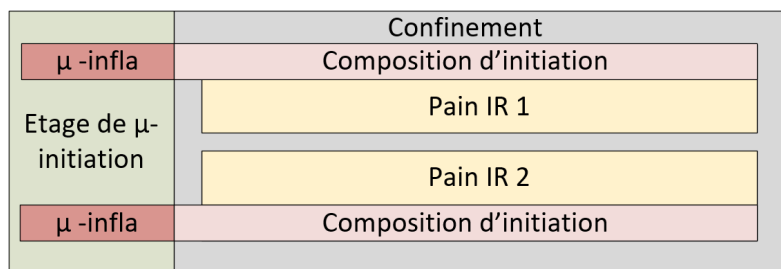 Confinement
µ -infla
Composition d’initiation
Pain IR 1
Etage de µ-
initiation
Pain IR 2
µ -infla
Composition d’initiation